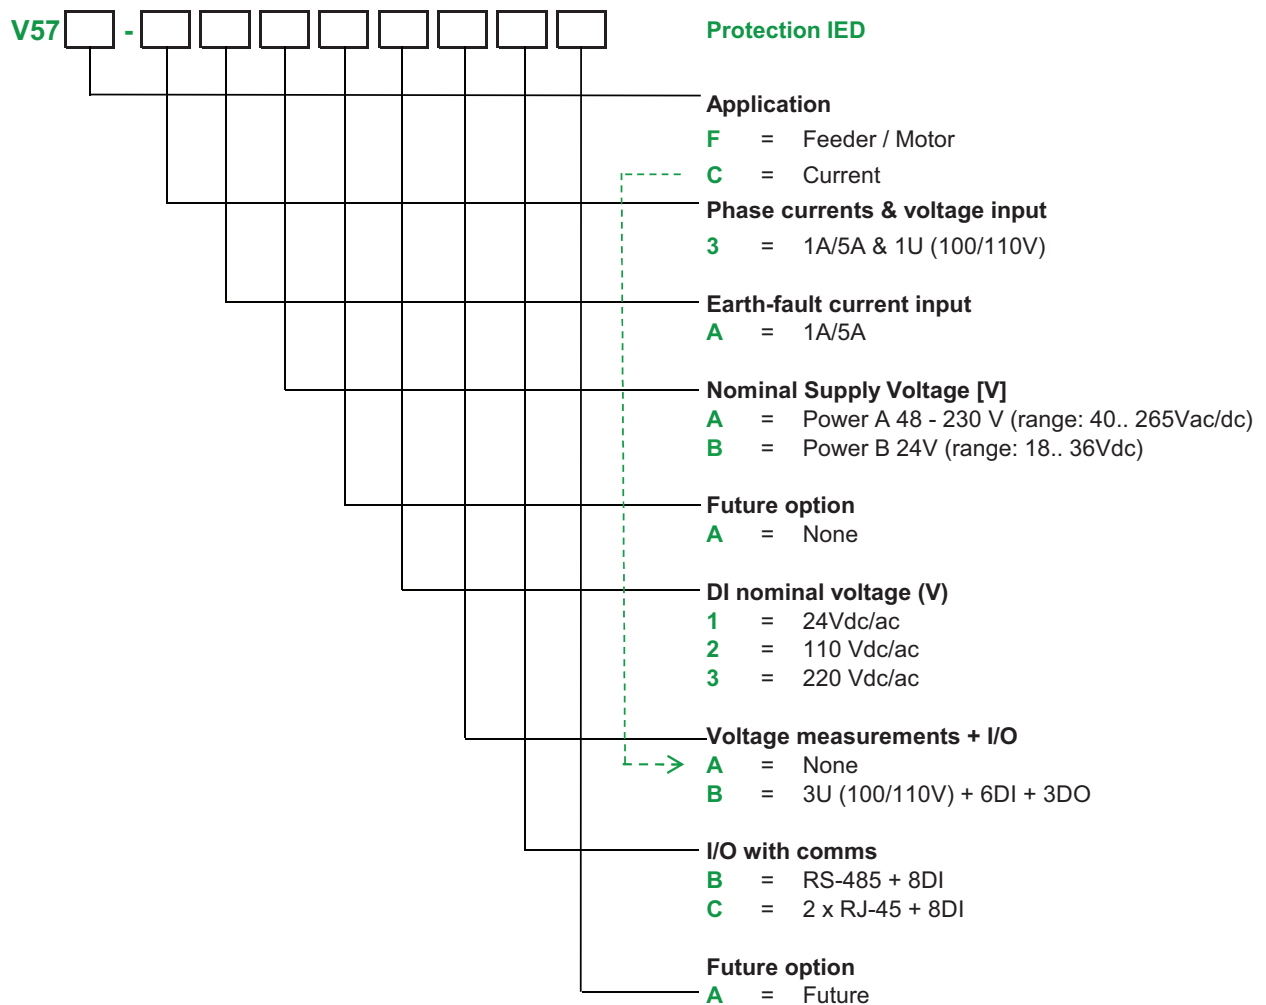 V57 - Protection IED
Application
F = Feeder / Motor
C = Current
Phase currents & voltage input
3 = 1A/5A & 1U (100/110V)
Earth-fault current input
A = 1A/5A
Nominal Supply Voltage [V]
A = Power A 48 - 230 V (range: 40.. 265Vac/dc)
B = Power B 24V (range: 18.. 36Vdc)
Future option
A = None
DI nominal voltage (V)
1 = 24Vdc/ac
2 = 110 Vdc/ac
3 = 220 Vdc/ac
Voltage measurements + I/O
A = None
B = 3U (100/110V) + 6DI + 3DO
I/O with comms
B = RS-485 + 8DI
C = 2 x RJ-45 + 8DI
Future option
A = Future